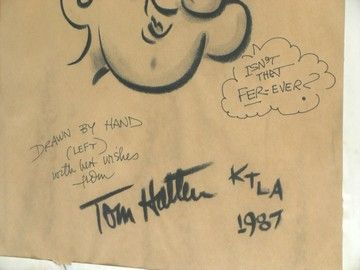 ISN'T
THAT
FER-EVER?
DRAWN BY HAND
(LEFT)
with best wishes
from
Tom Hatten
KTLA
1987